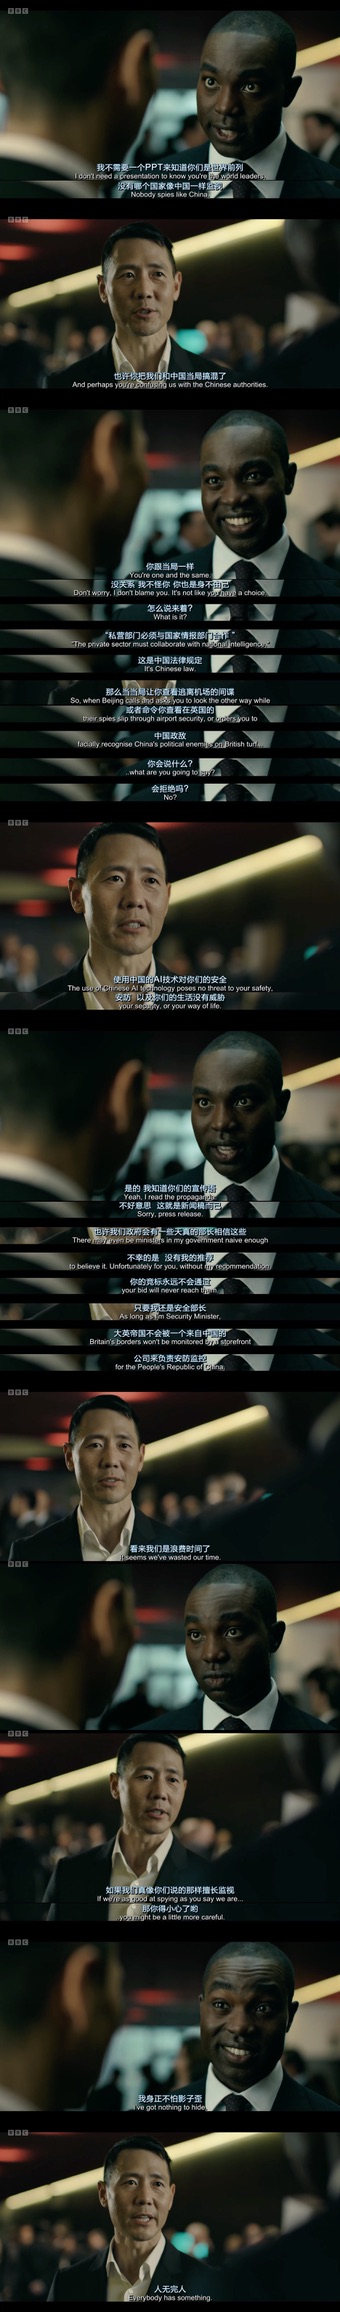 BBC
我不需要一个PPT来知道你们是世界前列
I don't need a presentation to know you're the world leaders.
没有哪个国家像中国一样监视
Nobody spies like China.
BBC
也许你把我们和中国当局搞混了
And perhaps you're confusing us with the Chinese authorities.
BBC
你跟当局一样
You're one and the same.
没关系 我不怪你 你也是身不由己
Don't worry, I don't blame you. It's not like you have a choice.
怎么说来着?
What is it?
"私营部门必须与国家情报部门合作"
"The private sector must collaborate with national intelligence."
这是中国法律规定
It's Chinese law.
那么当当局让你查看逃离机场的间谍
So, when Beijing calls and asks you to look the other way while
或者命令你查看在英国的
their spies slip through airport security, or orders you to
中国政敌
facially recognise China's political enemies on British turf...
你会说什么?
...what are you going to say?
会拒绝吗?
No?
BBC
使用中国的AI技术对你们的安全
The use of Chinese AI technology poses no threat to your safety,
安防 以及你们的生活没有威胁
your security, or your way of life.
BBC
是的 我知道你们的宣传语
Yeah, I read the propaganda.
不好意思 这就是新闻稿而已
Sorry, press release.
也许我们政府会有一些天真的部长相信这些
There may even be ministers in my government naive enough
不幸的是 没有我的推荐
to believe it. Unfortunately for you, without my recommendation,
你的竞标永远不会通过
your bid will never reach them.
只要我还是安全部长
As long as I'm Security Minister,
大英帝国不会被一个来自中国的
Britain's borders won't be monitored by a storefront
公司来负责安防监控
for the People's Republic of China.
BBC
看来我们是浪费时间了
It seems we've wasted our time.
BBC
BBC
如果我们真像你们说的那样擅长监视
If we're as good at spying as you say we are...
那你得小心了哟
...you might be a little more careful.
BBC
我身正不怕影子歪
I've got nothing to hide.
BBC
人无完人
Everybody has something.